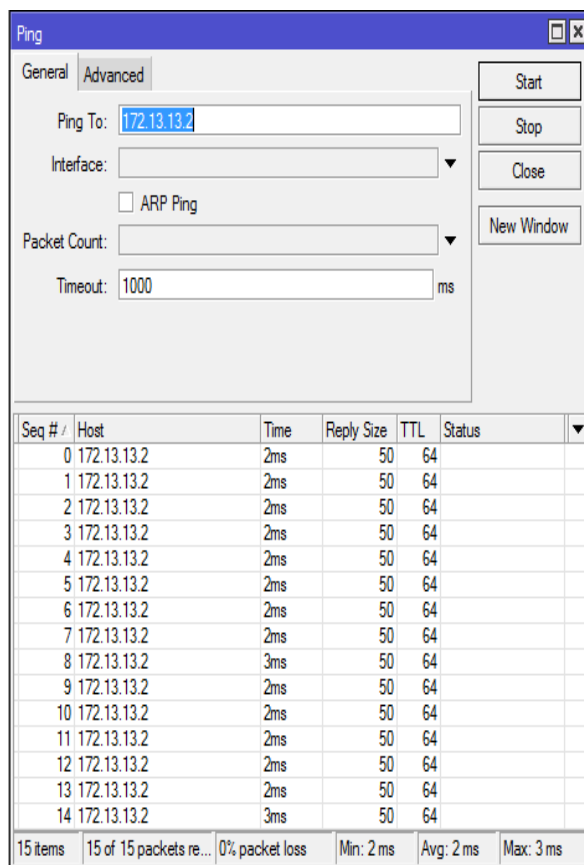 Ping
General Advanced
Start
Ping To: 172.13.13.2
Stop
Interface:
Close
ARP Ping
New Window
Packet Count:
Timeout: 1000 ms
Seq # Host Time Reply Size TTL Status
0 172.13.13.2 2ms 50 64
1 172.13.13.2 2ms 50 64
2 172.13.13.2 2ms 50 64
3 172.13.13.2 2ms 50 64
4 172.13.13.2 2ms 50 64
5 172.13.13.2 2ms 50 64
6 172.13.13.2 2ms 50 64
7 172.13.13.2 2ms 50 64
8 172.13.13.2 3ms 50 64
9 172.13.13.2 2ms 50 64
10 172.13.13.2 2ms 50 64
11 172.13.13.2 2ms 50 64
12 172.13.13.2 2ms 50 64
13 172.13.13.2 2ms 50 64
14 172.13.13.2 3ms 50 64
15 items 15 of 15 packets re... 0% packet loss Min: 2 ms Avg: 2 ms Max: 3 ms